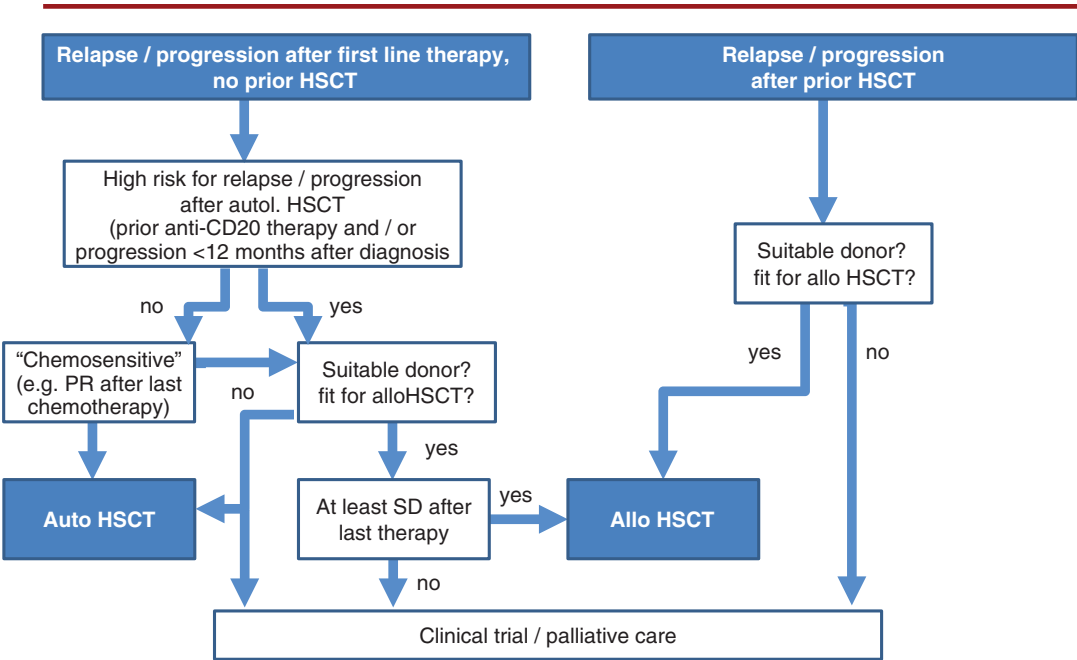 Relapse / progression after first line therapy,
no prior HSCT
Relapse / progression
after prior HSCT
High risk for relapse / progression
after autol. HSCT
(prior anti-CD20 therapy and / or
progression <12 months after diagnosis
Suitable donor?
fit for allo HSCT?
no
yes
"Chemosensitive"
(e.g. PR after last
chemotherapy)
no
Suitable donor?
fit for alloHSCT?
yes
no
yes
Auto HSCT
At least SD after
last therapy
yes
Allo HSCT
no
Clinical trial / palliative care